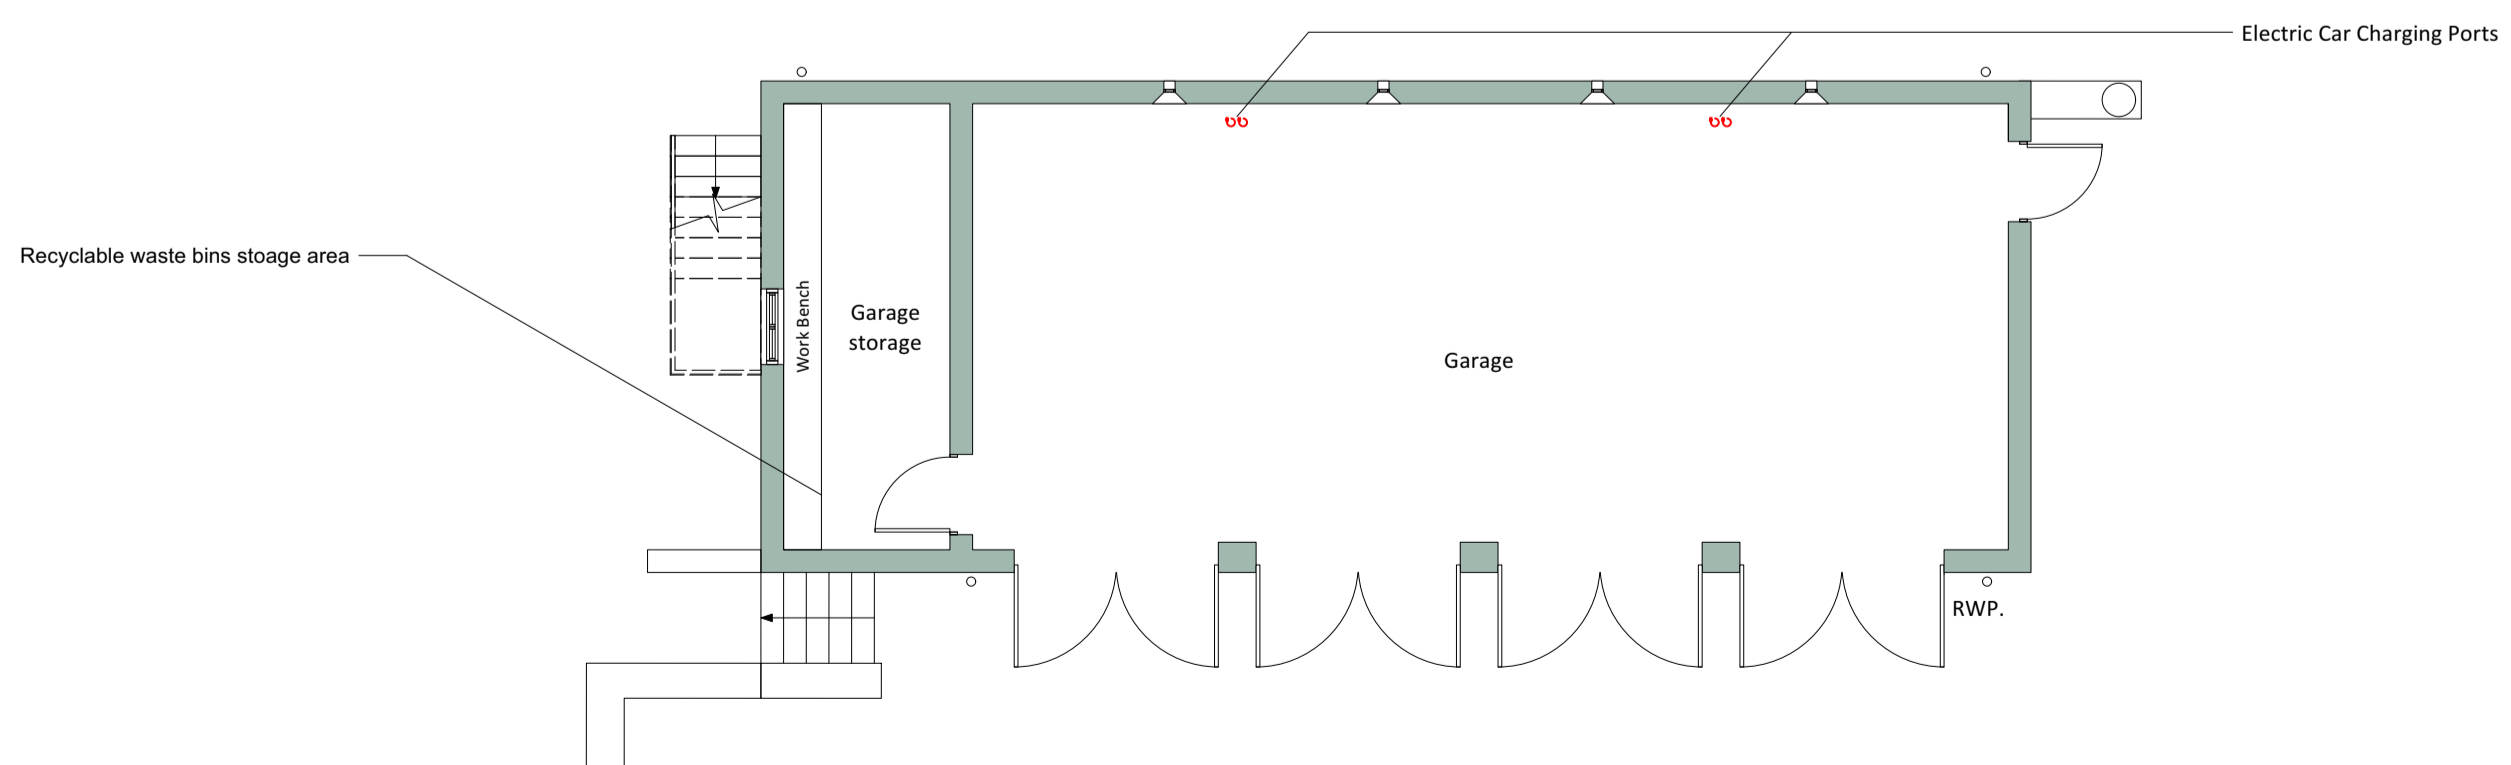 Electric Car Charging Ports
Recyclable waste bins stoage area
Work Bench
Garage
storage
Garage
RWP.